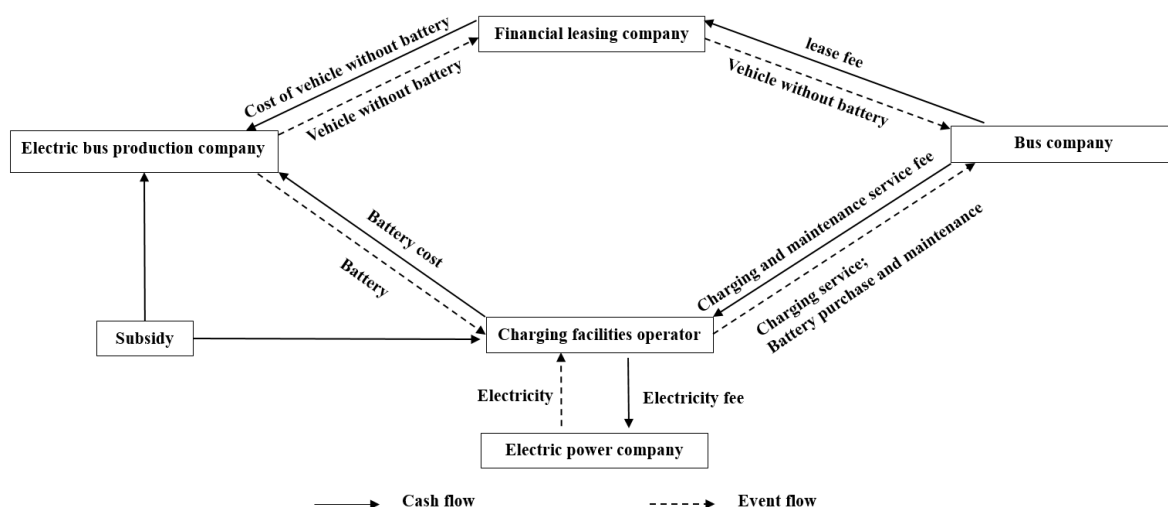 Financial leasing company
Cost of vehicle without battery
Vehicle without battery
lease fee
Vehicle without battery
Electric bus production company
Bus company
Battery cost
Battery
Charging and maintenance service fee
Charging service;
Battery purchase and maintenance
Subsidy
Charging facilities operator
Electricity
Electricity fee
Electric power company
Cash flow
Event flow